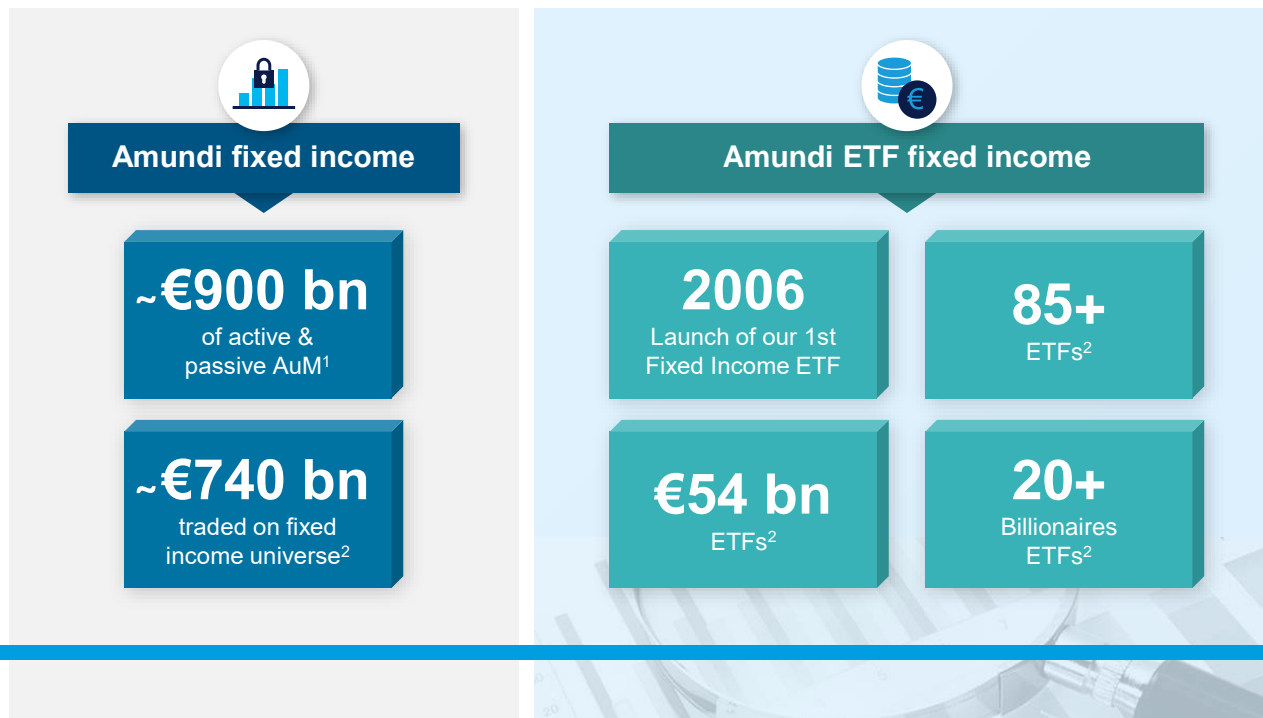 Amundi fixed income
~€900 bn
of active &
passive AuM¹
~€740 bn
traded on fixed
income universe²
Amundi ETF fixed income
2006
Launch of our 1st
Fixed Income ETF
85+
ETFs²
€54 bn
ETFs²
20+
Billionaires
ETFs²
20